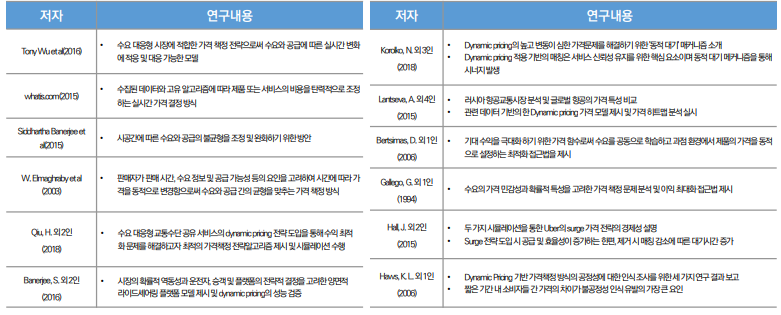 저자 연구내용
Tony Wu et al(2016)
• 수요 대응형 시장에 적합한 가격 책정 전략으로써 수요와 공급에 따른 실시간 변화
에 적응 및 대응 가능한 모델
whatis.com(2015)
• 수집된 데이터와 고유 알고리즘에 따라 제품 또는 서비스의 비용을 탄력적으로 조정
하는 실시간 가격 결정 방식
Siddhartha Banerjee et
al(2015)
• 시공간에 따른 수요와 공급의 불균형을 조정 및 완화하기 위한 방안
W. Elmaghraby et al
(2003)
• 판매자가 판매 시간, 수요 정보 및 공급 가능성 등의 요인을 고려하여 시간에 따라 가
격을 동적으로 변경함으로써 수요와 공급 간의 균형을 맞추는 가격 책정 방식
Qiu, H. 외 2인
(2018)
• 수요 대응형 교통수단 공유 서비스의 dynamic pricing 전략 도입을 통해 수익 최적
화 문제를 해결하고자 최적의 가격책정 전략알고리즘 제시 및 시뮬레이션 수행
Banerjee, S. 외 2인
(2016)
• 시장의 확률적 역동성과 운전자, 승객 및 플랫폼의 전략적 결정을 고려한 양면적
라이드셰어링 플랫폼 모델 제시 및 dynamic pricing의 성능 검증
저자 연구내용
Korolko, N. 외 3인
(2018)
• Dynamic pricing의 높고 변동이 심한 가격문제를 해결하기 위한 '동적 대기' 매커니즘 소개
• Dynamic pricing 적용 기반의 매칭은 서비스 신뢰성 유지를 위한 핵심 요소이며 동적 대기 메커니즘을 통해
시너지 발생
Lantseva, A. 외 4인
(2015)
• 러시아 항공교통시장 분석 및 글로벌 항공의 가격 특성 비교
• 관련 데이터 기반의 한 Dynamic pricing 가격 모델 제시 및 가격 히트맵 분석 실시
Bertsimas, D. 외 1인
(2006)
• 기대 수익을 극대화 하기 위한 가격 함수로써 수요를 공동으로 학습하고 과점 환경에서 제품의 가격을 동적
으로 설정하는 최적화 접근법을 제시
Gallego, G. 외 1인
(1994)
• 수요의 가격 민감성과 확률적 특성을 고려한 가격 책정 문제 분석 및 이익 최대화 접근법 제시
Hall, J. 외 2인
(2015)
• 두 가지 시뮬레이션을 통한 Uber의 surge 가격 전략의 경제성 설명
• Surge 전략 도입 시 공급 및 효율성이 증가하는 한편, 제거 시 매칭 감소에 따른 대기시간 증가
Haws, K. L. 외 1인
(2006)
• Dynamic Pricing 기반 가격책정 방식의 공정성에 대한 인식 조사를 위한 세 가지 연구 결과 보고
• 짧은 기간 내 소비자들 간 가격의 차이가 불공정성 인식 유발의 가장 큰 요인